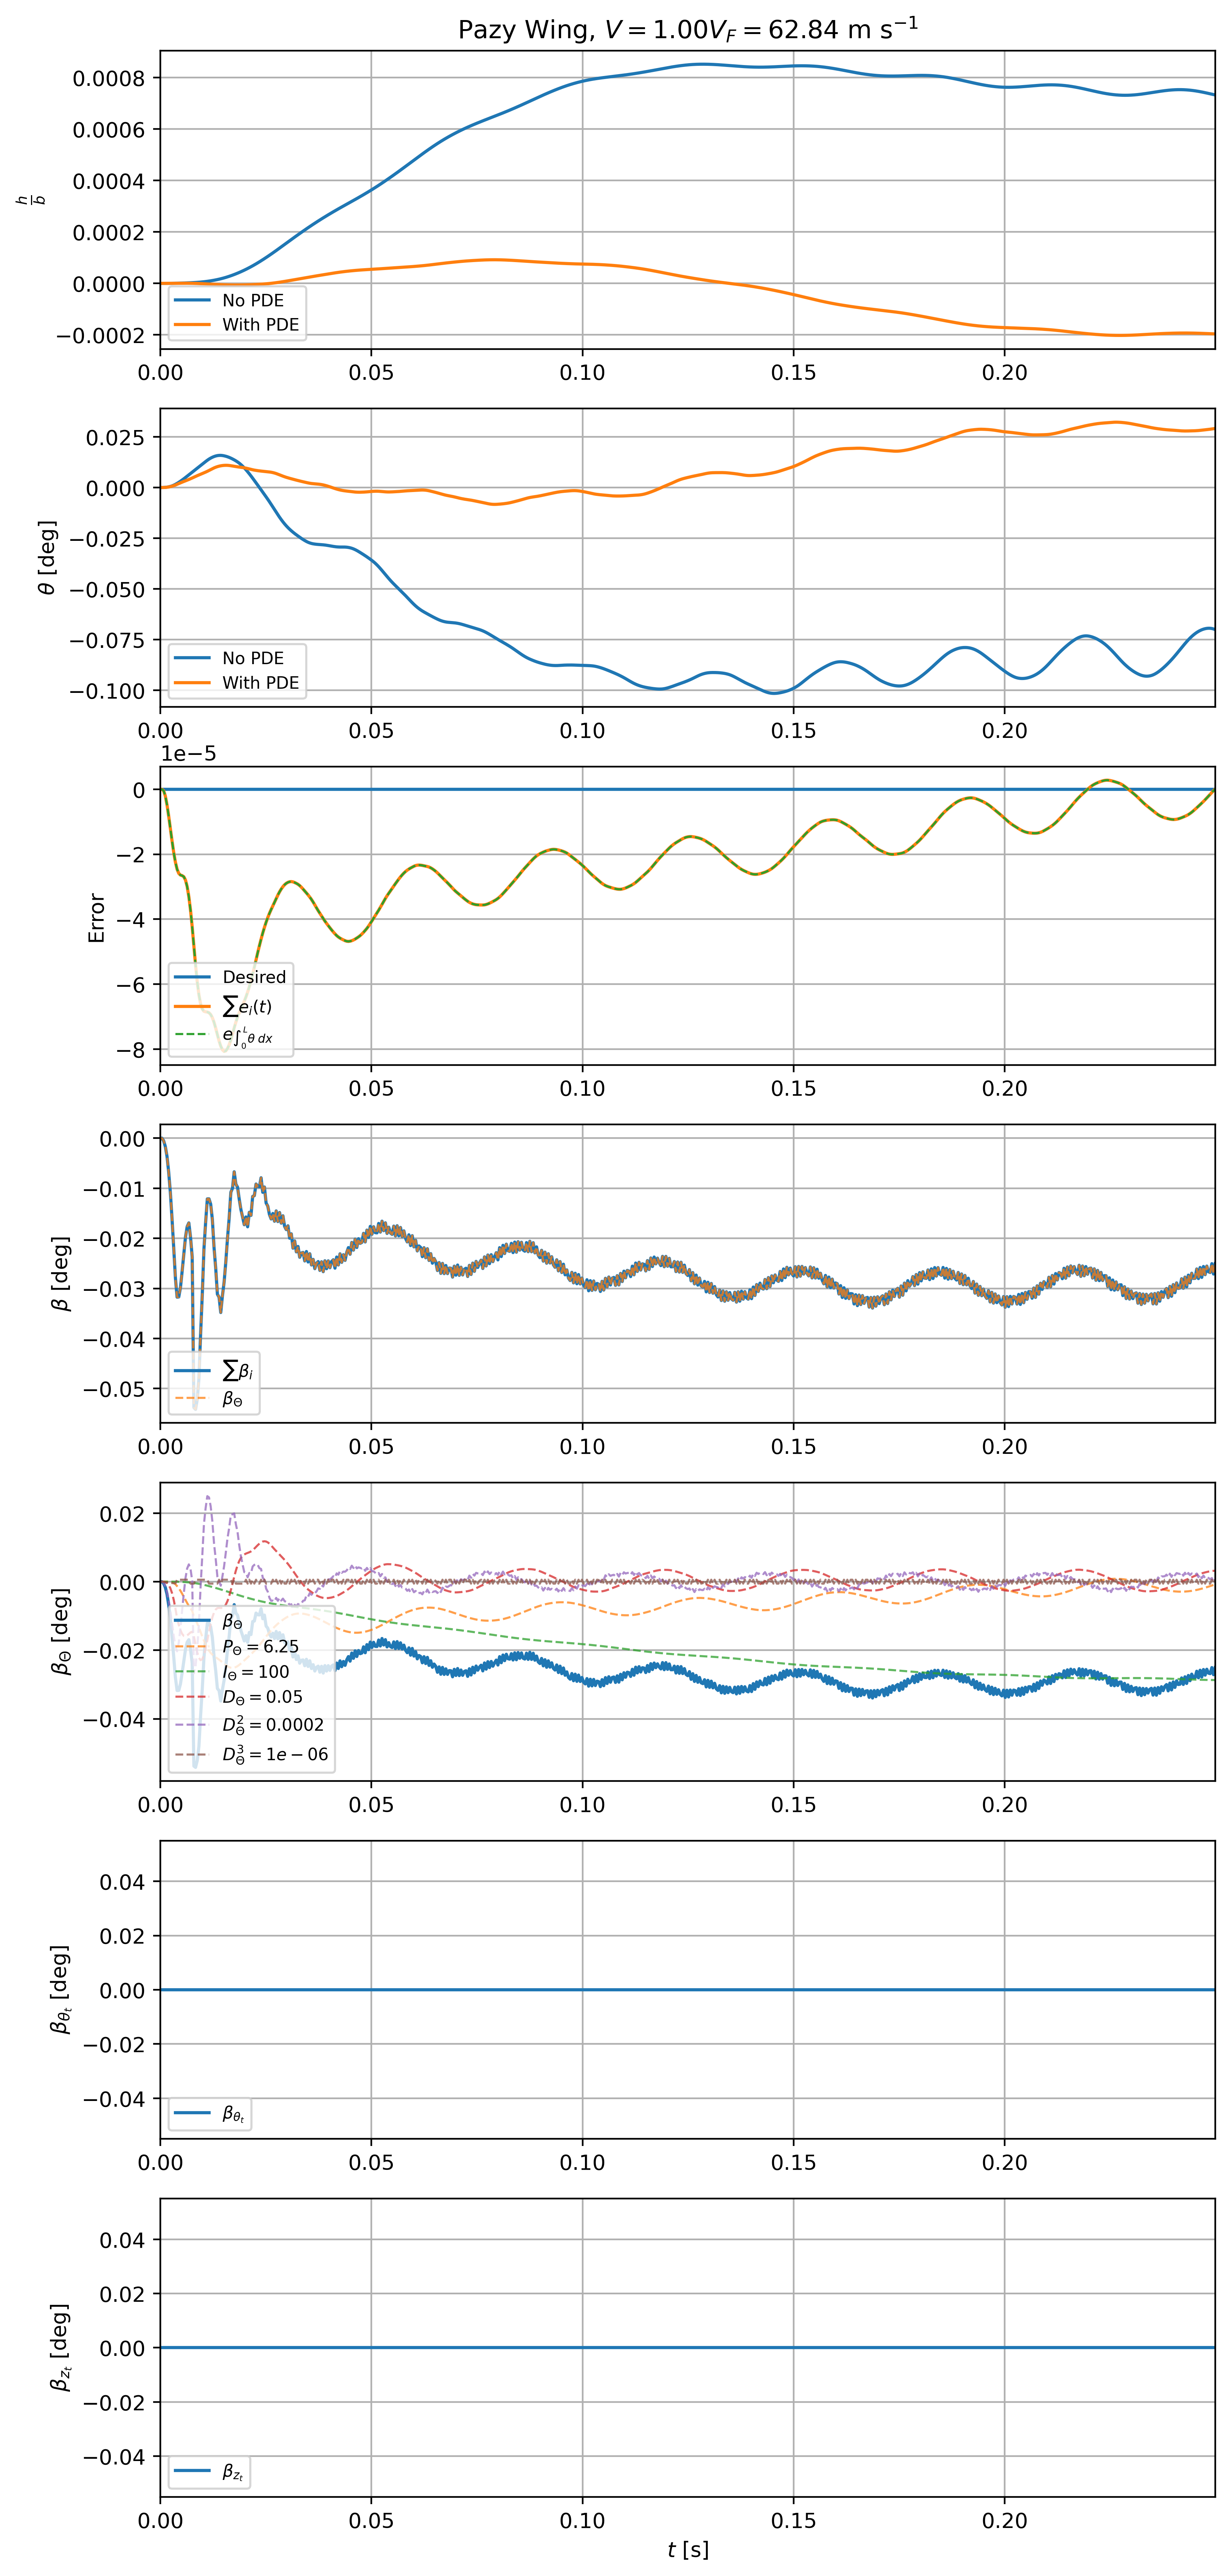 Pazy Wing, V = 1.00V_F = 62.84 m s⁻¹
0.0008
0.0006
0.0004
0.0002
0.0000
−0.0002
h/b
No PDE
With PDE
0.00 0.05 0.10 0.15 0.20
0.025
0.000
−0.025
−0.050
−0.075
−0.100
θ [deg]
No PDE
With PDE
0.00 0.05 0.10 0.15 0.20
1e−5
0
−2
−4
−6
−8
Error
Desired
∑e_i(t)
e_{∫₀ᴸ θ dx}
0.00 0.05 0.10 0.15 0.20
0.00
−0.01
−0.02
−0.03
−0.04
−0.05
β [deg]
∑β_i
β_Θ
0.00 0.05 0.10 0.15 0.20
0.02
0.00
−0.02
−0.04
β_Θ [deg]
β_Θ
P_Θ = 6.25
I_Θ = 100
D_Θ = 0.05
D²_Θ = 0.0002
D³_Θ = 1e − 06
0.00 0.05 0.10 0.15 0.20
0.04
0.02
0.00
−0.02
−0.04
β_{θ_t} [deg]
β_{θ_t}
0.00 0.05 0.10 0.15 0.20
0.04
0.02
0.00
−0.02
−0.04
β_{z_t} [deg]
β_{z_t}
0.00 0.05 0.10 0.15 0.20
t [s]